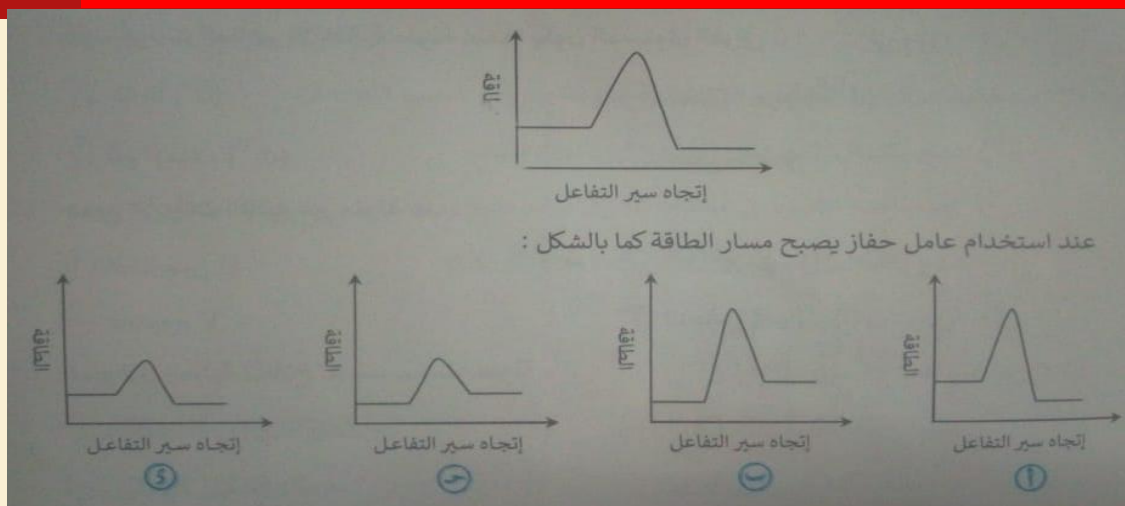 طاقة
إتجاه سير التفاعل
عند استخدام عامل حفاز يصبح مسار الطاقة كما بالشكل :
الطاقة
الطاقة
الطاقة
الطاقة
إتجاه سير التفاعل
إتجاه سير التفاعل
إتجاه سير التفاعل
إتجاه سير التفاعل
أ
ب
ج
د